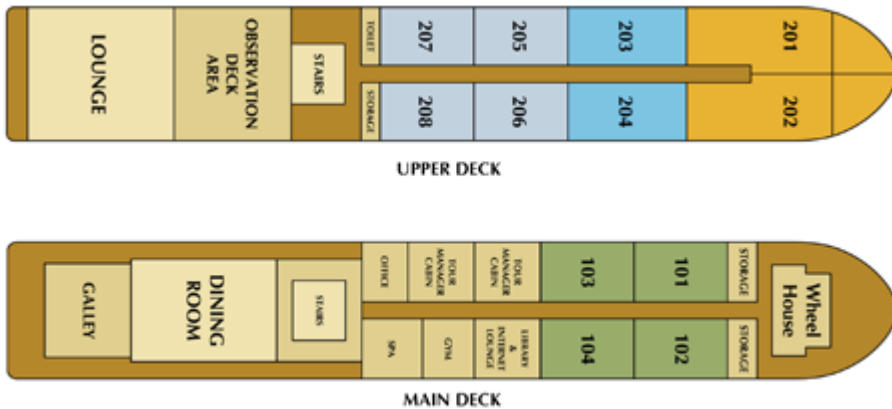 LOUNGE
OBSERVATION
DECK
AREA
STAIRS
TOILET
STORAGE
207
205
203
201
208
206
204
202
UPPER DECK
GALLEY
DINING
ROOM
STAIRS
OFFICE
TOUR
MANAGER
CABIN
TOUR
MANAGER
CABIN
103
101
STORAGE
SPA
GYM
LIBRARY
&
INTERNET
LOUNGE
104
102
STORAGE
Wheel
House
MAIN DECK